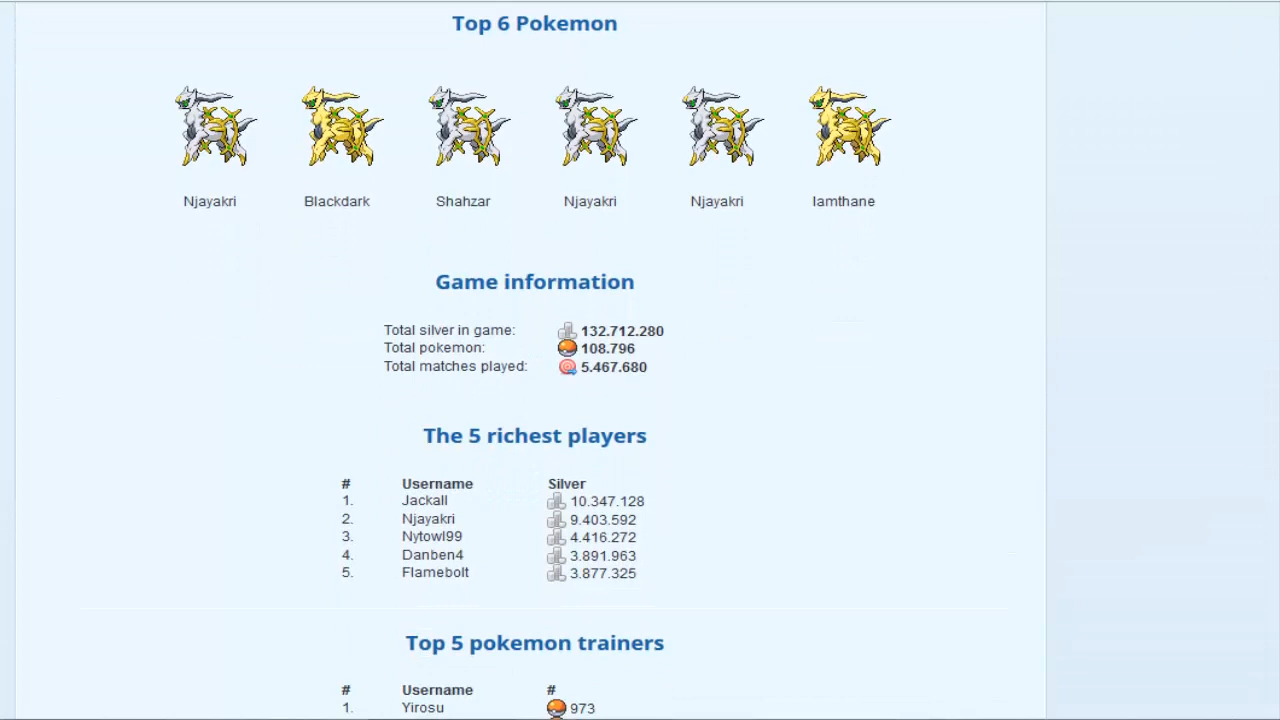 Top 6 Pokemon
Njayakri Blackdark Shahzar Njayakri Njayakri Iamthane
Game information
Total silver in game: 132.712.280
Total pokemon: 108.796
Total matches played: 5.467.680
The 5 richest players
# Username Silver
1. Jackall 10.347.128
2. Njayakri 9.403.592
3. Nytowl99 4.416.272
4. Danben4 3.891.963
5. Flamebolt 3.877.325
Top 5 pokemon trainers
# Username #
1. Yirosu 973